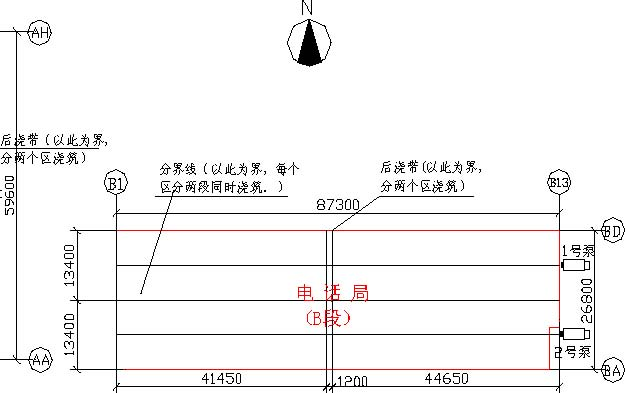 N
AH
后浇带（以此为界，
分两个区浇筑）
59600
分界线（以此为界，每个
区分两段同时浇筑．）
后浇带（以此为界，
分两个区浇筑）
B1
B13
87300
BD
1号泵
13400
26800
电话局
（B段）
13400
2号泵
AA
BA
41450
1200
44650